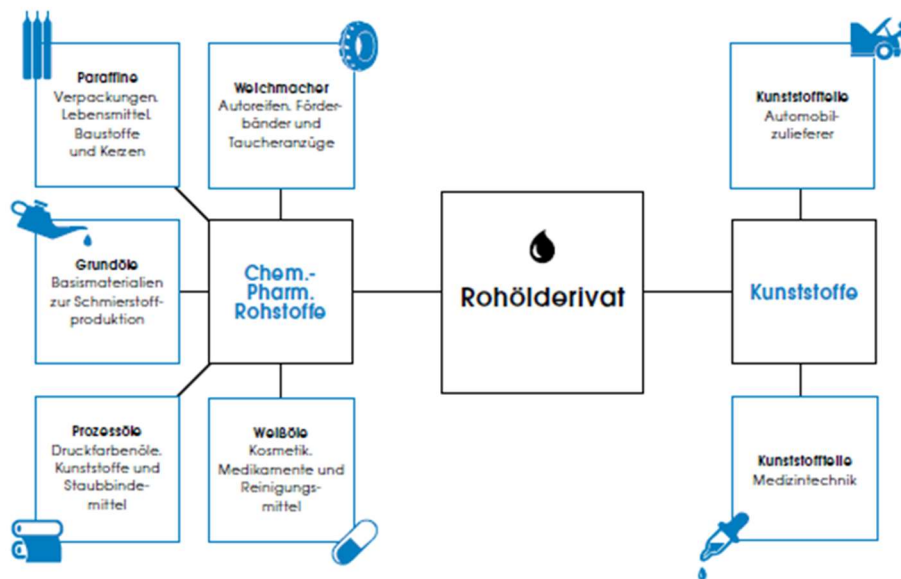 Paraffine
Verpackungen,
Lebensmittel,
Baustoffe
und Kerzen
Weichmacher
Autoreifen, Förder-
bänder und
Taucheranzüge
Kunststoffteile
Automobil-
zulieferer
Grundöle
Basismaterialien
zur Schmierstoff-
produktion
Chem.-
Pharm.
Rohstoffe
Rohölderivat
Kunststoffe
Prozessöle
Druckfarbenöle,
Kunststoffe und
Staubbinde-
mittel
Weißöle
Kosmetik,
Medikamente und
Reinigungs-
mittel
Kunststoffteile
Medizintechnik